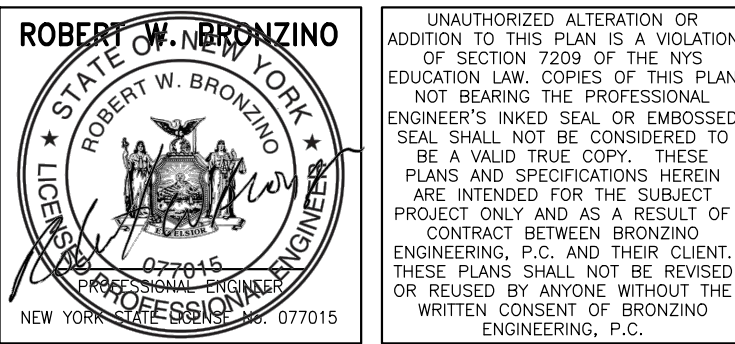 ROBERT W. BRONZINO
STATE OF NEW YORK
ROBERT W. BRONZINO
EXCELSIOR
077015
LICENSED PROFESSIONAL ENGINEER
PROFESSIONAL ENGINEER
NEW YORK STATE LICENSE No. 077015
UNAUTHORIZED ALTERATION OR
ADDITION TO THIS PLAN IS A VIOLATION
OF SECTION 7209 OF THE NYS
EDUCATION LAW. COPIES OF THIS PLAN
NOT BEARING THE PROFESSIONAL
ENGINEER'S INKED SEAL OR EMBOSSED
SEAL SHALL NOT BE CONSIDERED TO
BE A VALID TRUE COPY. THESE
PLANS AND SPECIFICATIONS HEREIN
ARE INTENDED FOR THE SUBJECT
PROJECT ONLY AND AS A RESULT OF
CONTRACT BETWEEN BRONZINO
ENGINEERING, P.C. AND THEIR CLIENT.
THESE PLANS SHALL NOT BE REVISED
OR REUSED BY ANYONE WITHOUT THE
WRITTEN CONSENT OF BRONZINO
ENGINEERING, P.C.